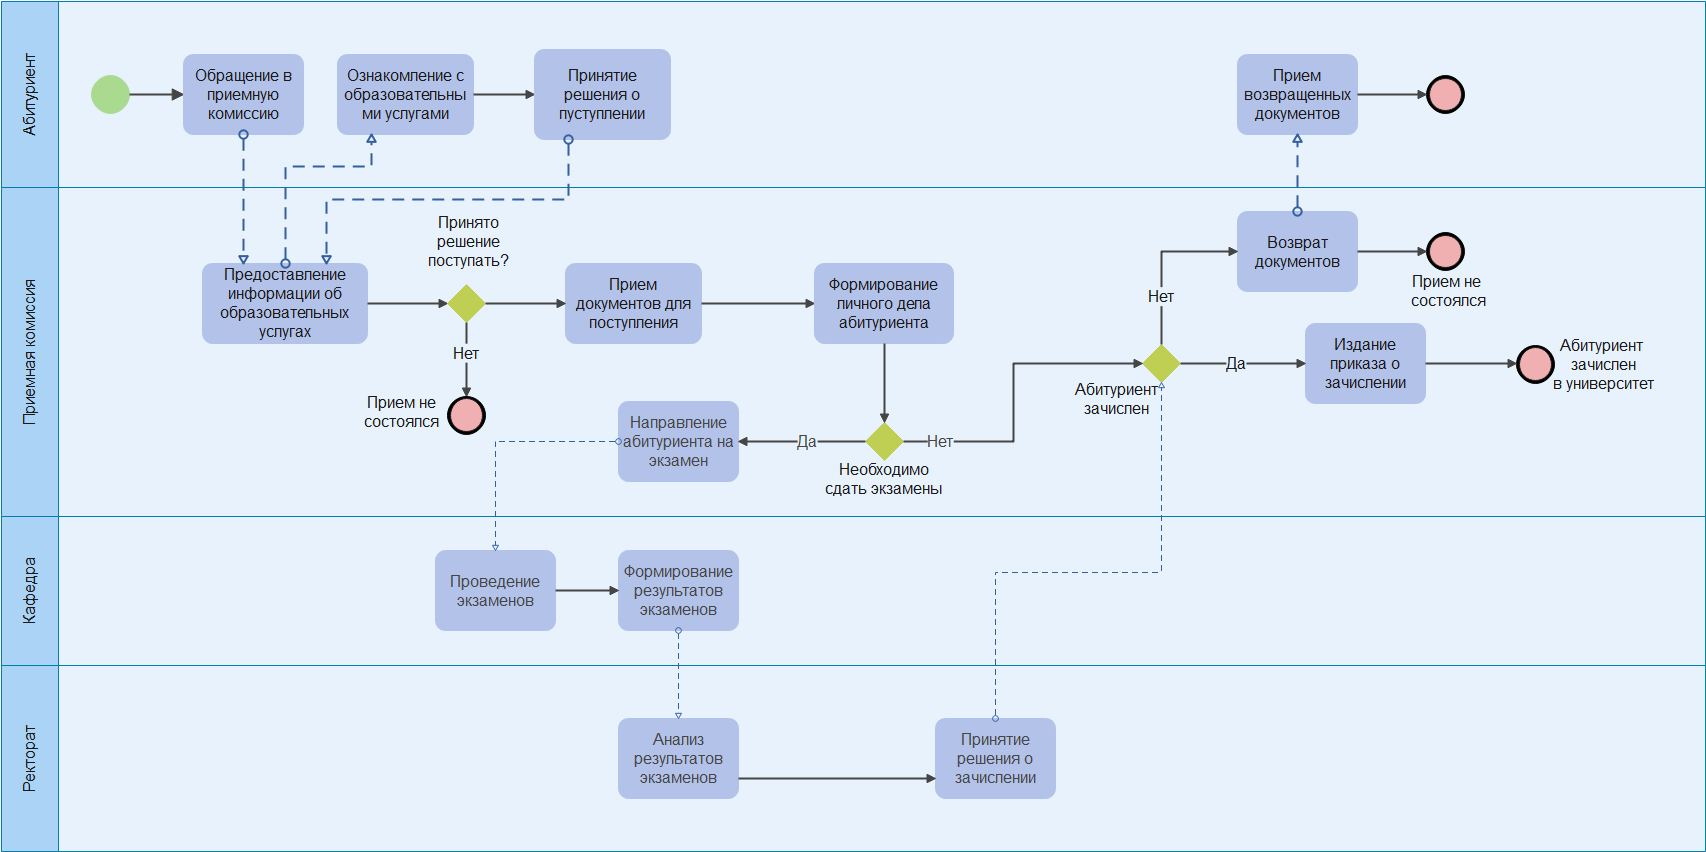 Абитуриент
Обращение в
приемную
комиссию
Ознакомпление с
образовательны
ми услугами
Принятие
решения о
пуступлении
Прием
возвращенных
документов
Приемная комиссия
Предоставление
информации об
образовательных
услугах
Принято
решение
поступать?
Нет
Прием не
состоялся
Прием
документов для
поступления
Формирование
личного дела
абитуриента
Необходимо
сдать экзамены
Да
Нет
Направление
абитуриента на
экзамен
Абитуриент
зачислен
Нет
Да
Возврат
документов
Прием не
состоялся
Издание
приказа о
зачислении
Абитуриент
зачислен
в университет
Кафедра
Проведение
экзаменов
Формирование
результатов
экзаменов
Ректорат
Анализ
результатов
экзаменов
Принятие
решения о
зачислении